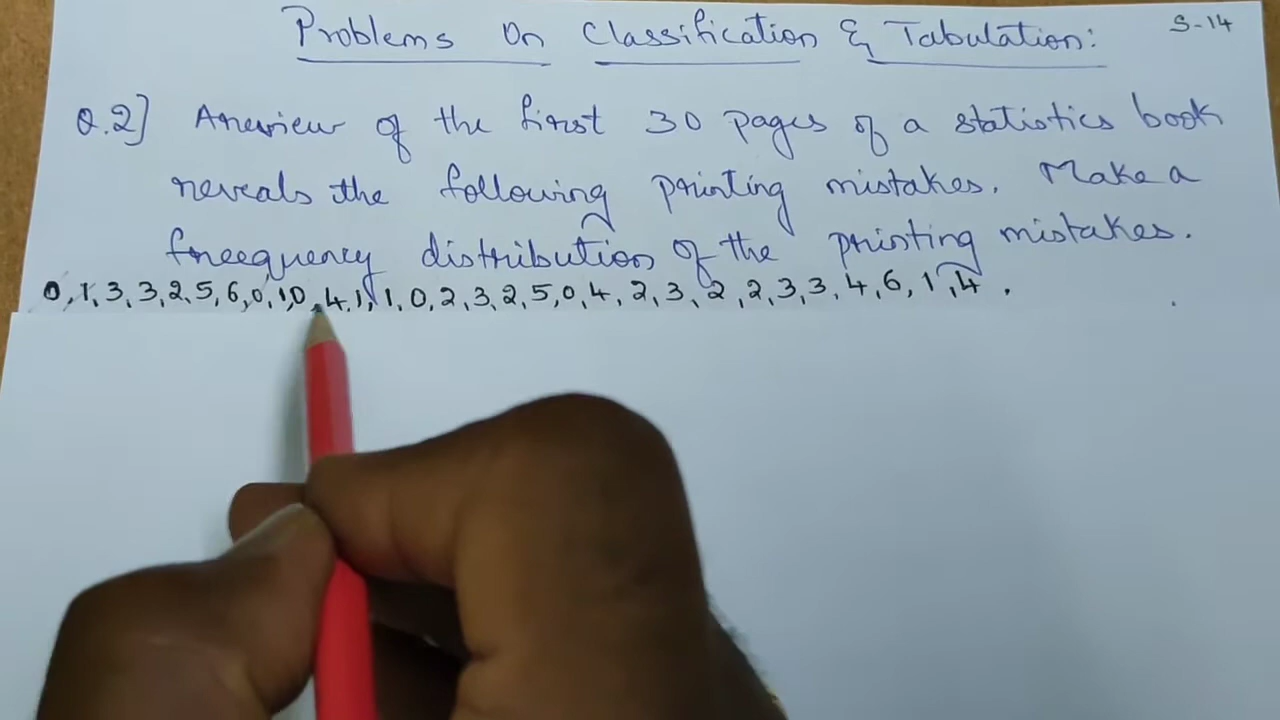 Problems On Classification & Tabulation:
S-14
Q.2] A review of the first 30 pages of a statistics book
reveals the following printing mistakes. Make a
freequency distribution of the printing mistakes.
0, 1, 3, 3, 2, 5, 6, 0, 1, 0, 4, 1, 1, 0, 2, 3, 2, 5, 0, 4, 2, 3, 2, 2, 3, 3, 4, 6, 1, 4.